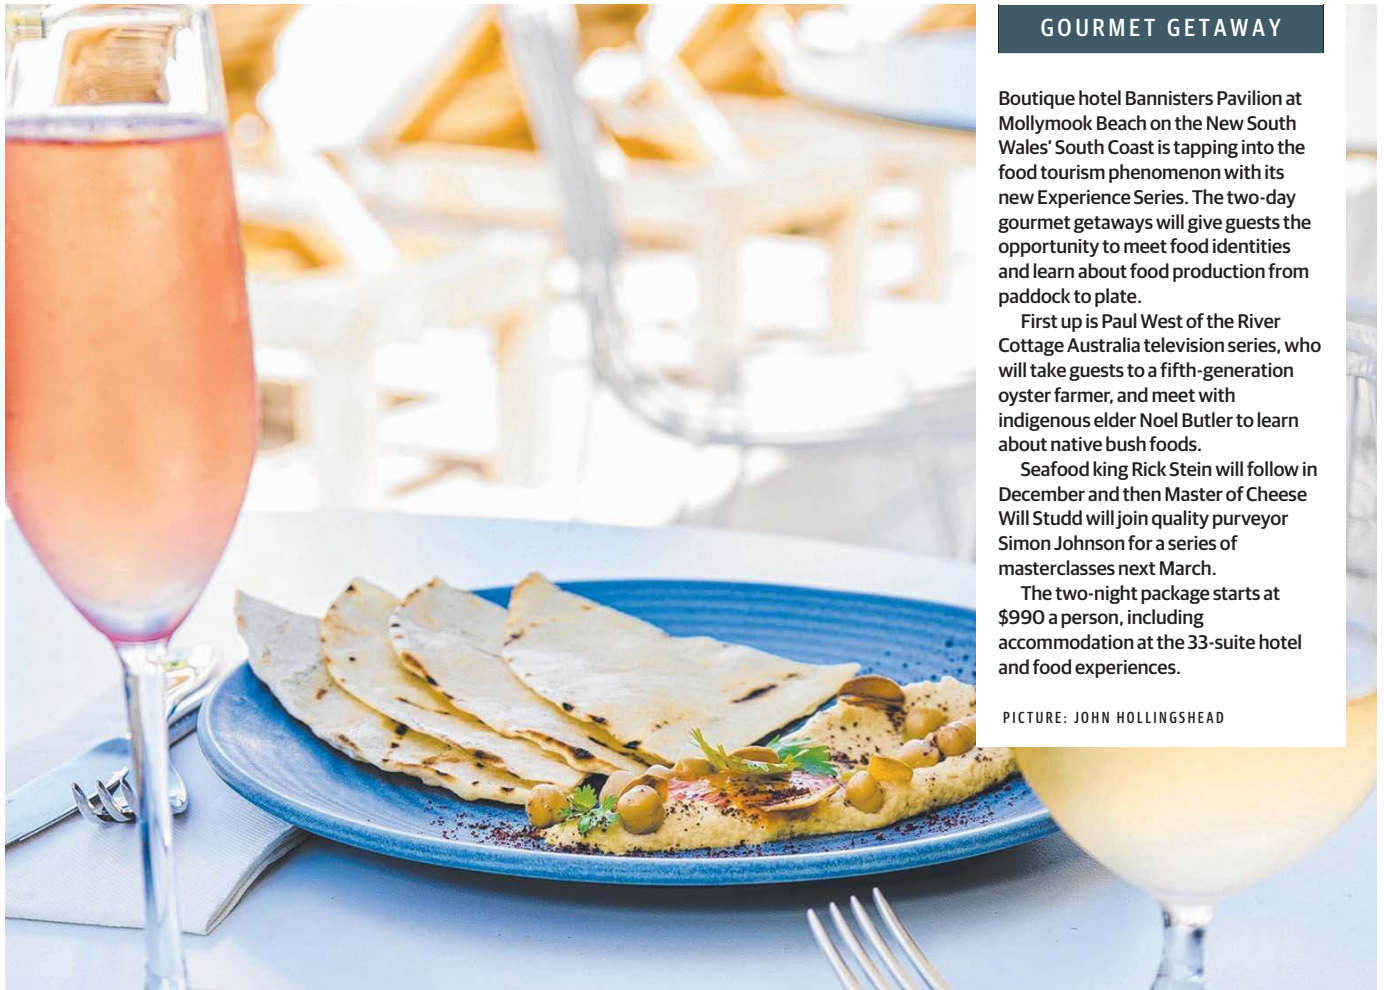 GOURMET GETAWAY
Boutique hotel Bannisters Pavilion at
Mollymook Beach on the New South
Wales’ South Coast is tapping into the
food tourism phenomenon with its
new Experience Series. The two-day
gourmet getaways will give guests the
opportunity to meet food identities
and learn about food production from
paddock to plate.
First up is Paul West of the River
Cottage Australia television series, who
will take guests to a fifth-generation
oyster farmer, and meet with
indigenous elder Noel Butler to learn
about native bush foods.
Seafood king Rick Stein will follow in
December and then Master of Cheese
Will Studd will join quality purveyor
Simon Johnson for a series of
masterclasses next March.
The two-night package starts at
$990 a person, including
accommodation at the 33-suite hotel
and food experiences.
PICTURE: JOHN HOLLINGSHEAD